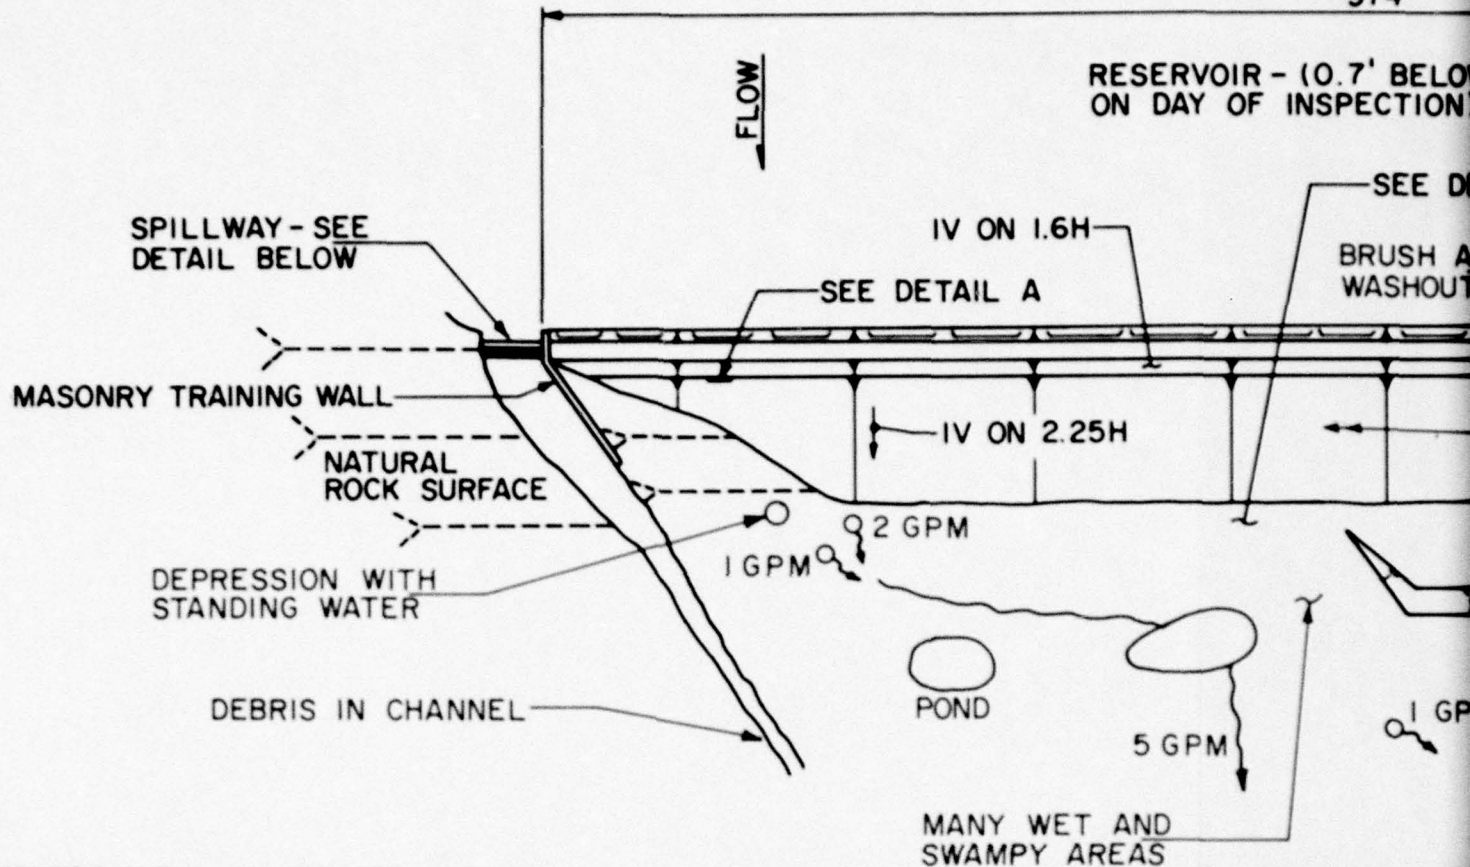 RESERVOIR - (0.7' BELO
ON DAY OF INSPECTION
FLOW
SEE D
SPILLWAY - SEE
DETAIL BELOW
1V ON 1.6H
BRUSH A
WASHOUT
SEE DETAIL A
MASONRY TRAINING WALL
1V ON 2.25H
NATURAL
ROCK SURFACE
2 GPM
1 GPM
DEPRESSION WITH
STANDING WATER
DEBRIS IN CHANNEL
POND
1 GP
5 GPM
MANY WET AND
SWAMPY AREAS